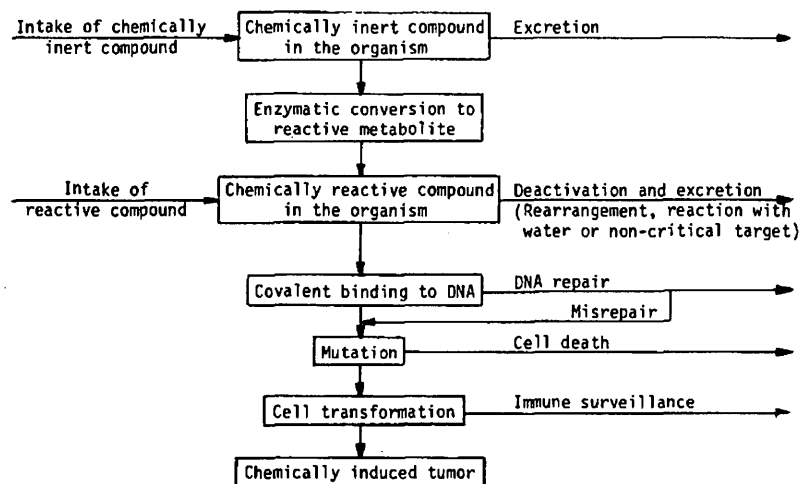 Intake of chemically
inert compound
Chemically inert compound
in the organism
Excretion
Enzymatic conversion to
reactive metabolite
Intake of
reactive compound
Chemically reactive compound
in the organism
Deactivation and excretion
(Rearrangement, reaction with
water or non-critical target)
Covalent binding to DNA
DNA repair
Misrepair
Mutation
Cell death
Cell transformation
Immune surveillance
Chemically induced tumor